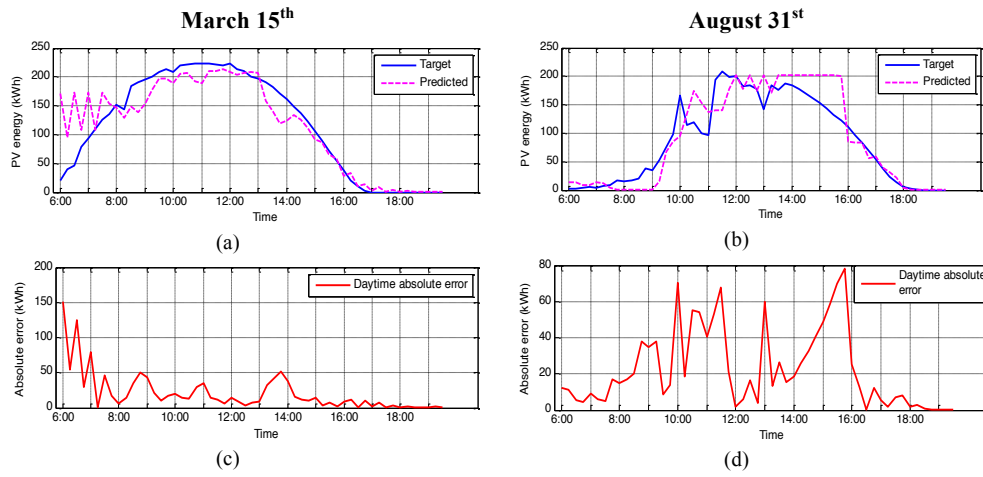 March 15th
August 31st
250
200
150
100
50
0
PV energy (kWh)
Target
Predicted
6:00 8:00 10:00 12:00 14:00 16:00 18:00
Time
(a)
250
200
150
100
50
0
PV energy (kWh)
Target
Predicted
6:00 8:00 10:00 12:00 14:00 16:00 18:00
Time
(b)
200
150
100
50
0
Absolute error (kWh)
Daytime absolute error
6:00 8:00 10:00 12:00 14:00 16:00 18:00
Time
(c)
80
60
40
20
0
Absolute error (kWh)
Daytime absolute
error
6:00 8:00 10:00 12:00 14:00 16:00 18:00
Time
(d)